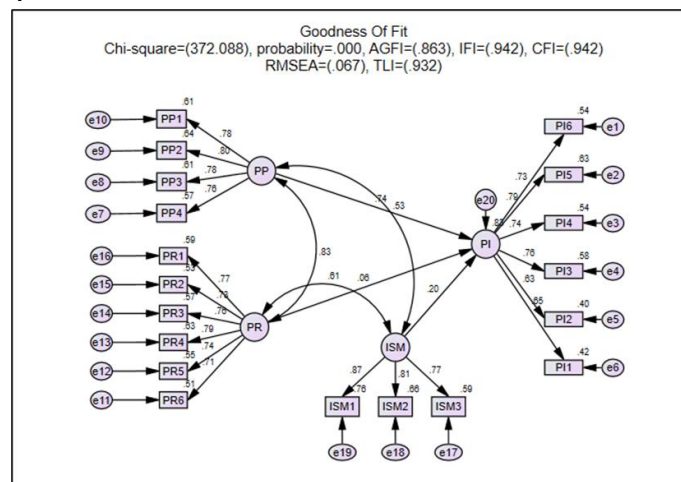 Goodness Of Fit
Chi-square=(372.088), probability=.000, AGFI=(.863), IFI=(.942), CFI=(.942)
RMSEA=(.067), TLI=(.932)
e10 PP1 .61 .78
e9 PP2 .64 .80
e8 PP3 .61 .78
e7 PP4 .57 .76
PP
e16 PR1 .59 .77
e15 PR2 .53 .73
e14 PR3 .57 .76
e13 PR4 .63 .79
e12 PR5 .55 .74
e11 PR6 .51 .71
PR
.83 .61 .06 .74 .53 .20
e20 PI
PI6 .54 e1 .73
PI5 .63 e2 .79
PI4 .54 e3 .74
PI3 .58 e4 .76
PI2 .40 e5 .63
PI1 .42 e6 .65
ISM
.87 .81 .77
.76 .66 .59
ISM1 ISM2 ISM3
e19 e18 e17